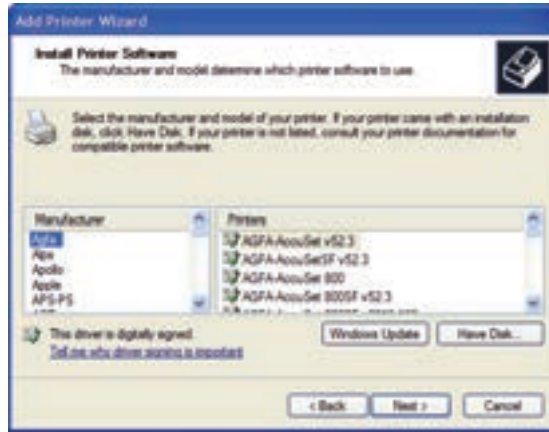 Add Printer Wizard
Install Printer Software
The manufacturer and model determine which printer software to use.
Select the manufacturer and model of your printer. If your printer came with an installation
disk, click Have Disk. If your printer is not listed, consult your printer documentation for
compatible printer software.
Manufacturer
Agfa
Alps
Apollo
Apple
APS-PS
Printers
AGFA-AccuSet v52.3
AGFA-AccuSetSF v52.3
AGFA-AccuSet 800
AGFA-AccuSet 800SF v52.3
This driver is digitally signed.
Tell me why driver signing is important
Windows Update
Have Disk...
< Back
Next >
Cancel